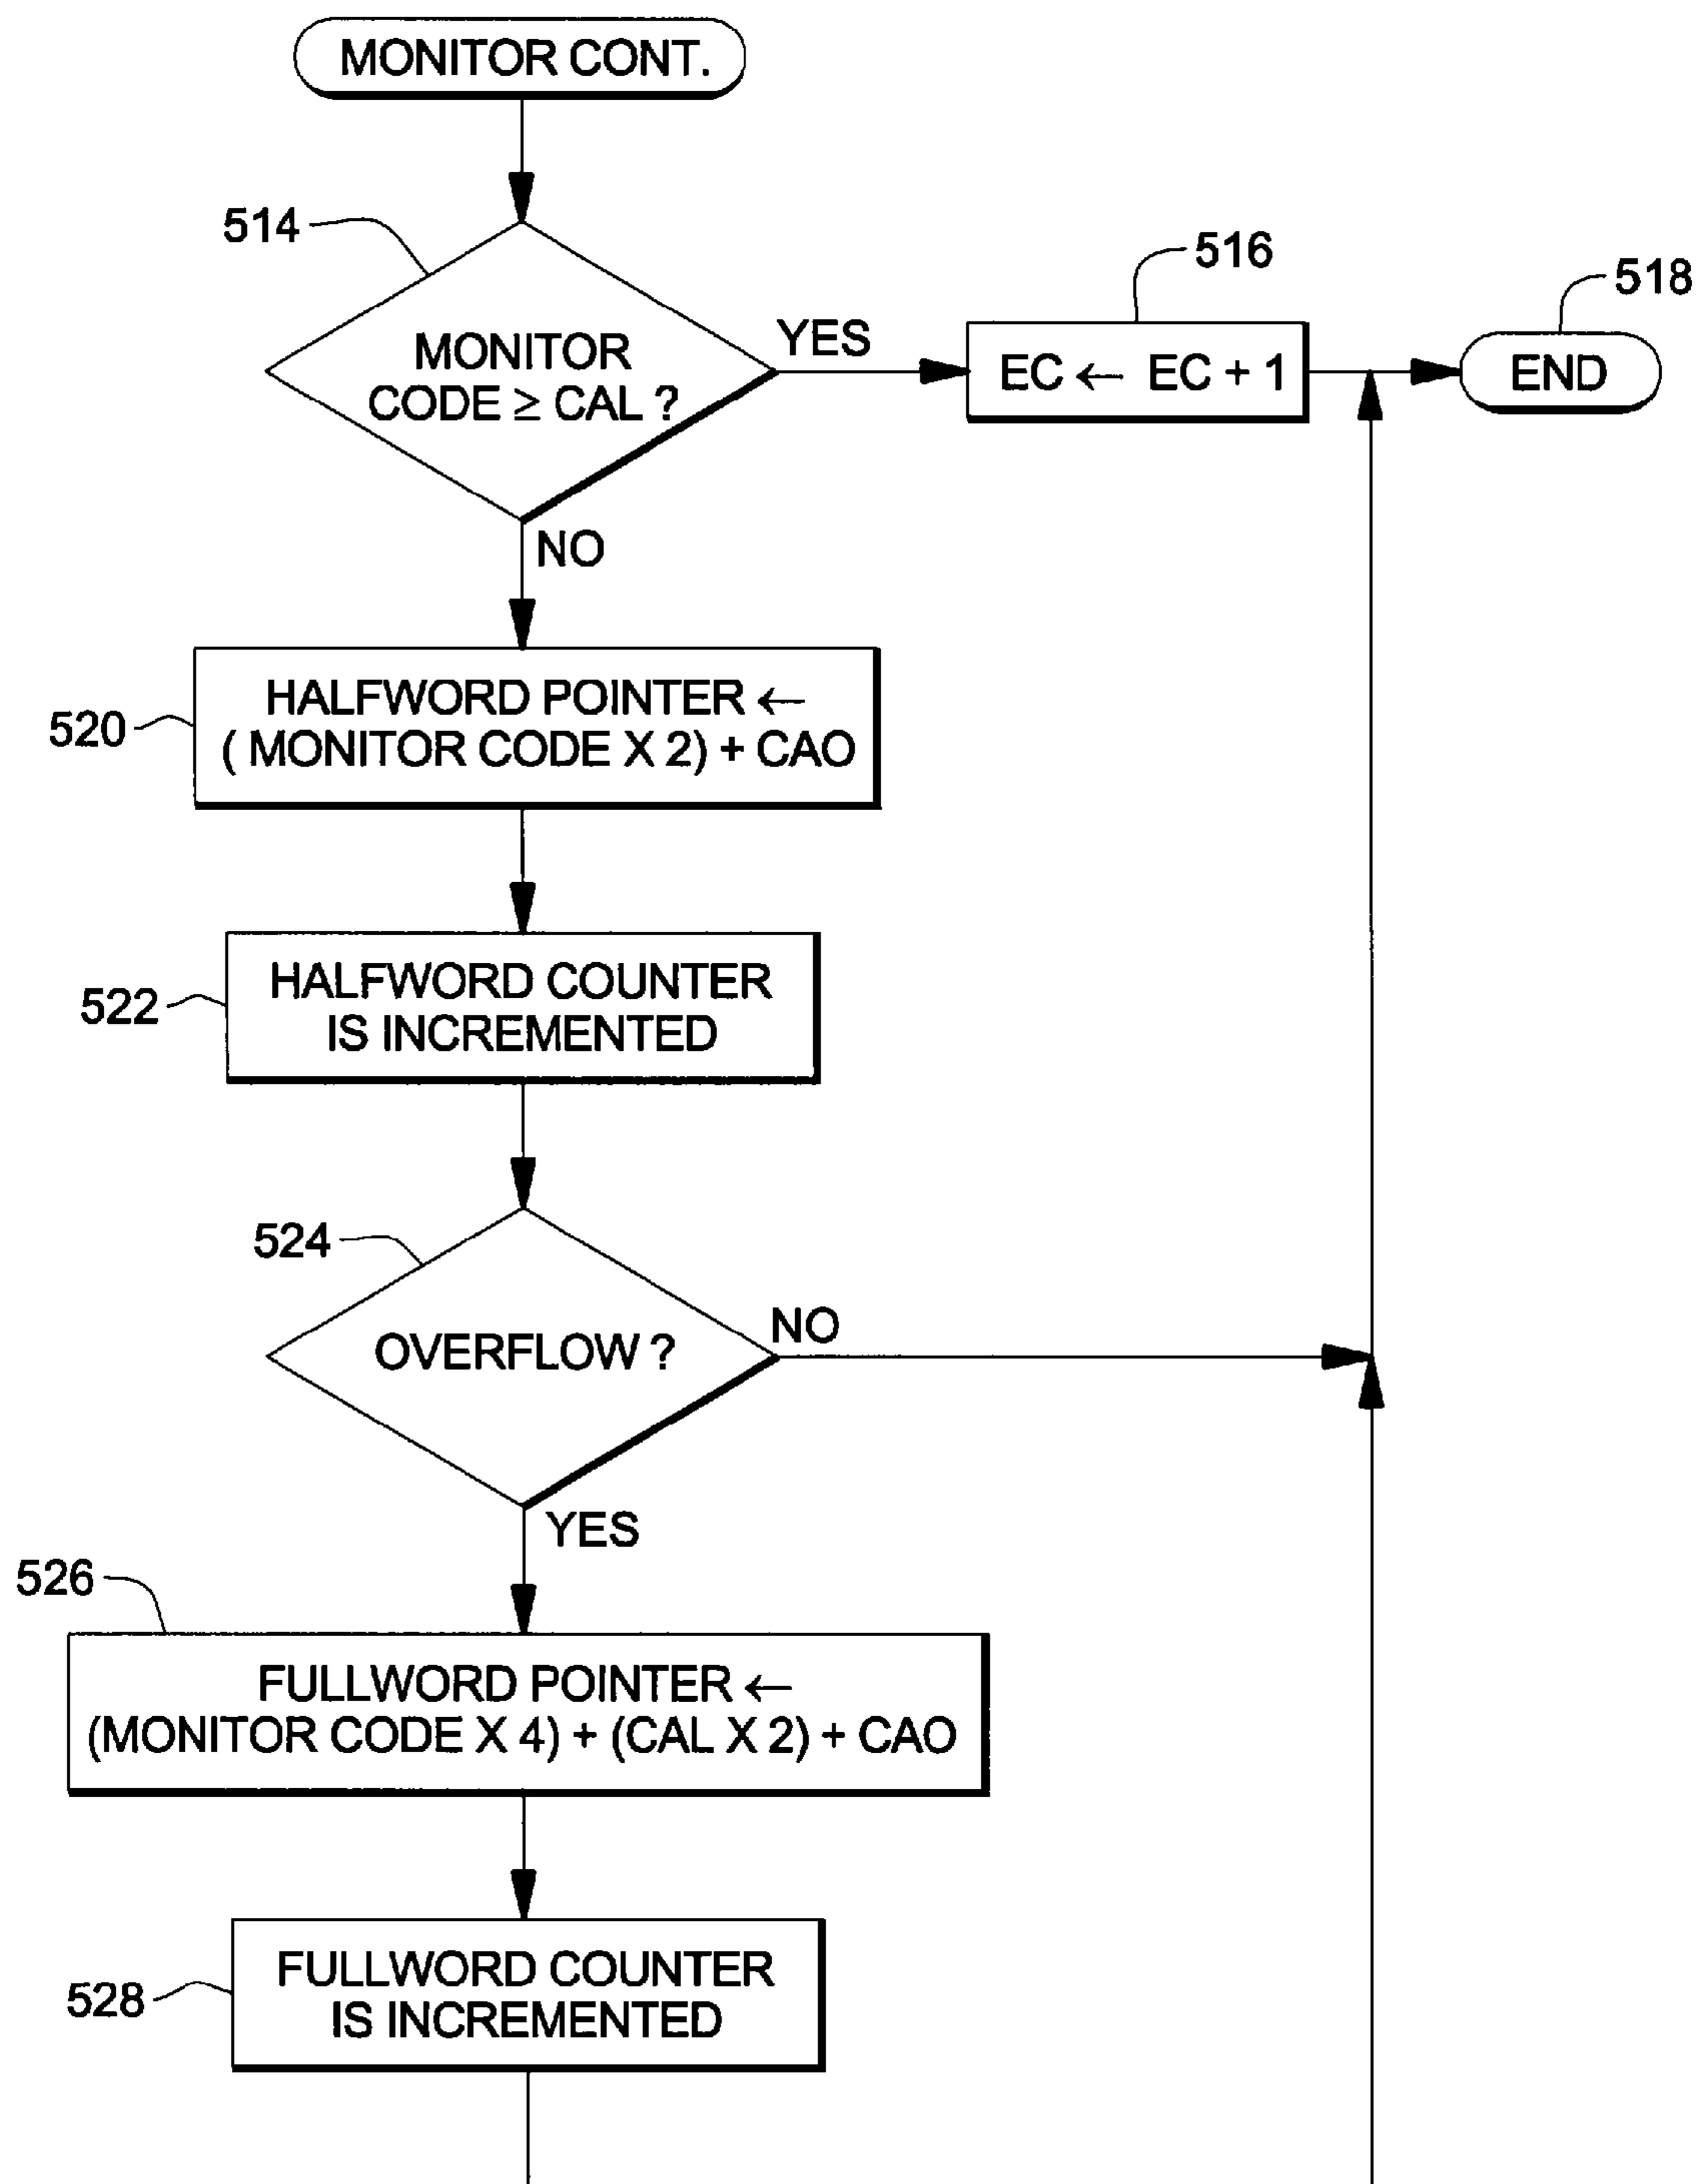 MONITOR CONT.
514
MONITOR
CODE ≥ CAL ?
YES
516
EC ← EC + 1
518
END
NO
520
HALFWORD POINTER ←
( MONITOR CODE X 2) + CAO
522
HALFWORD COUNTER
IS INCREMENTED
524
OVERFLOW ?
NO
YES
526
FULLWORD POINTER ←
(MONITOR CODE X 4) + (CAL X 2) + CAO
528
FULLWORD COUNTER
IS INCREMENTED